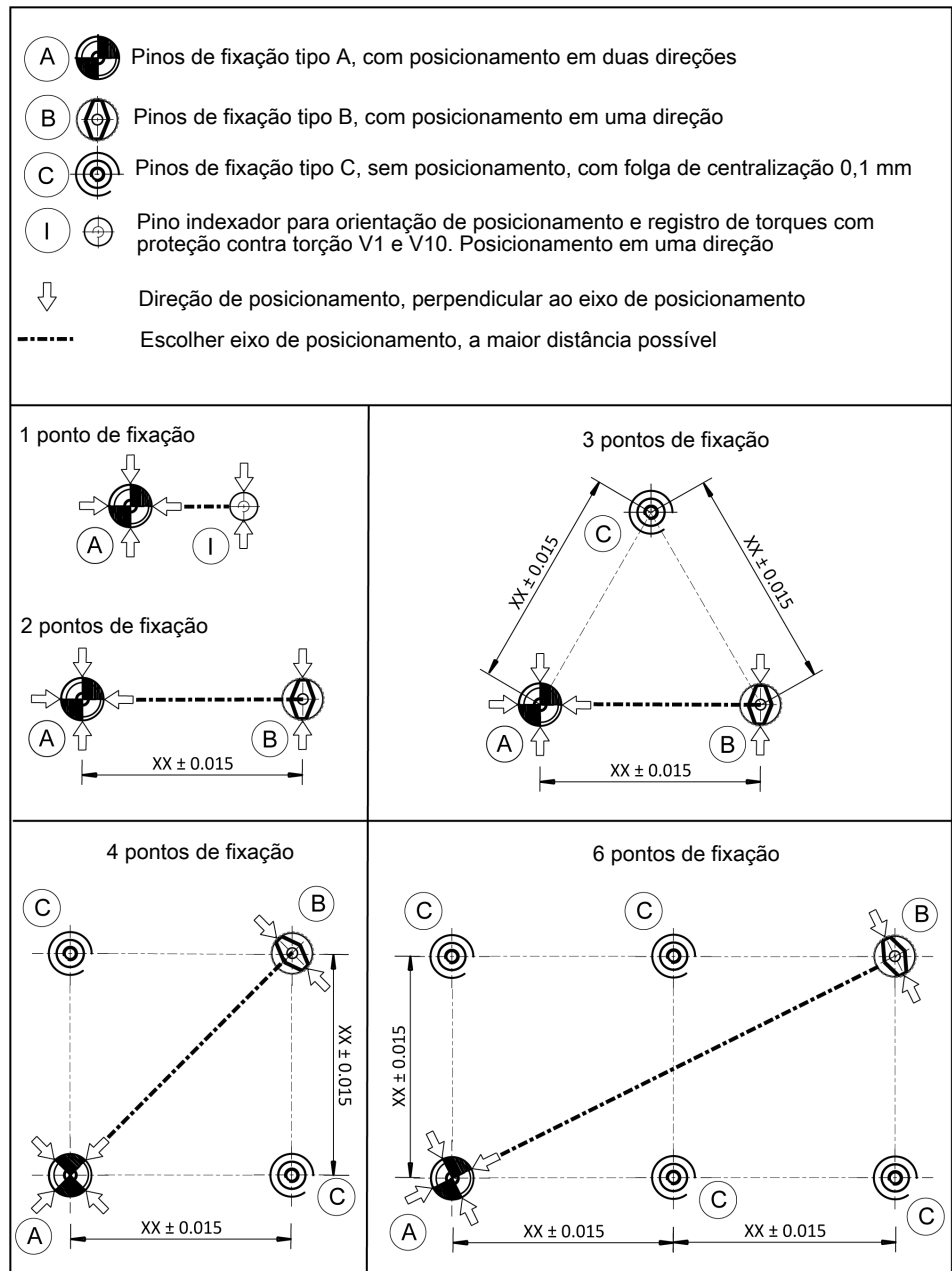 A Pinos de fixação tipo A, com posicionamento em duas direções
B Pinos de fixação tipo B, com posicionamento em uma direção
C Pinos de fixação tipo C, sem posicionamento, com folga de centralização 0,1 mm
I Pino indexador para orientação de posicionamento e registro de torques com
proteção contra torção V1 e V10. Posicionamento em uma direção
Direção de posicionamento, perpendicular ao eixo de posicionamento
Escolher eixo de posicionamento, a maior distância possível
1 ponto de fixação
A I
2 pontos de fixação
A B
XX ± 0.015
3 pontos de fixação
C
XX ± 0.015
XX ± 0.015
A B
XX ± 0.015
4 pontos de fixação
C B
XX ± 0.015
A C
XX ± 0.015
6 pontos de fixação
C C B
XX ± 0.015
A C C
XX ± 0.015 XX ± 0.015